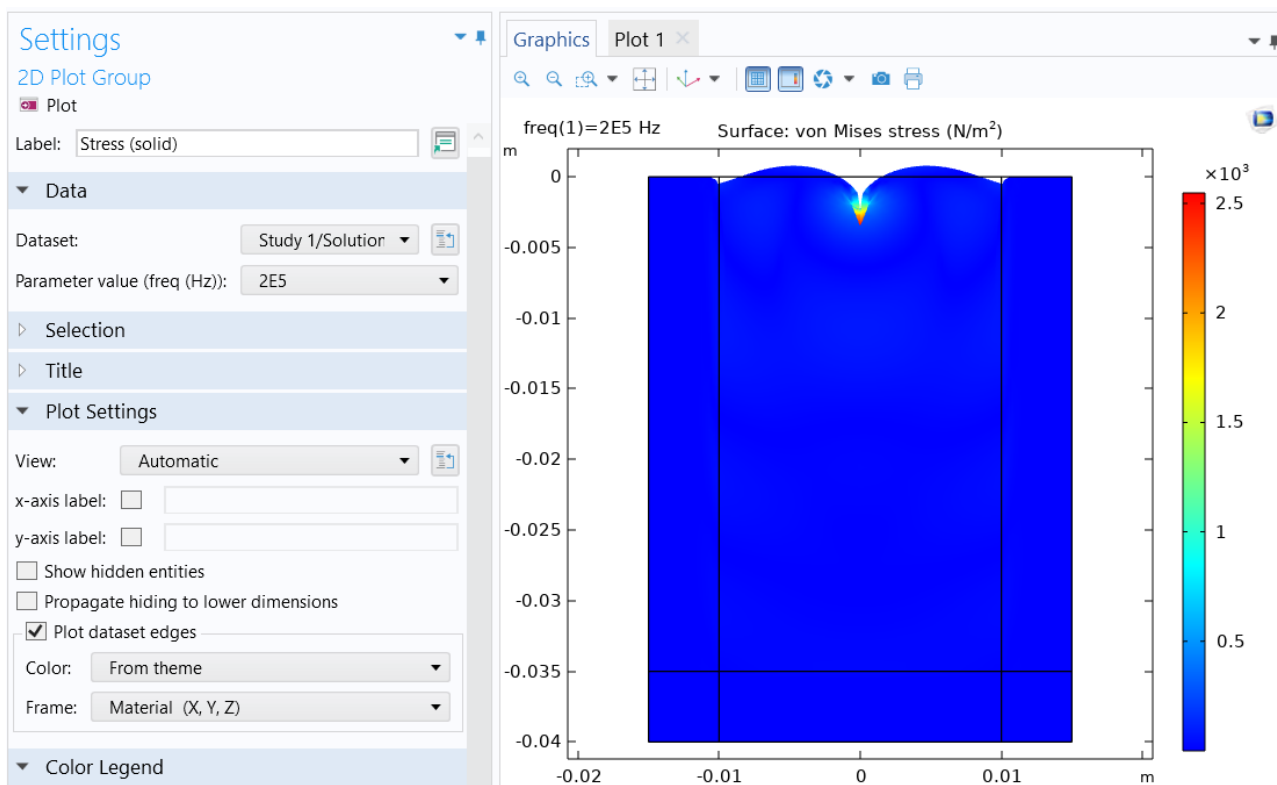 Settings
2D Plot Group
Plot
Label: Stress (solid)
Data
Dataset: Study 1/Solution
Parameter value (freq (Hz)): 2E5
Selection
Title
Plot Settings
View: Automatic
x-axis label:
y-axis label:
Show hidden entities
Propagate hiding to lower dimensions
Plot dataset edges
Color: From theme
Frame: Material (X, Y, Z)
Color Legend
Graphics Plot 1
freq(1)=2E5 Hz Surface: von Mises stress (N/m²)
m
×10³
0
-0.005
-0.01
-0.015
-0.02
-0.025
-0.03
-0.035
-0.04
-0.02 -0.01 0 0.01 m
2.5
2
1.5
1
0.5